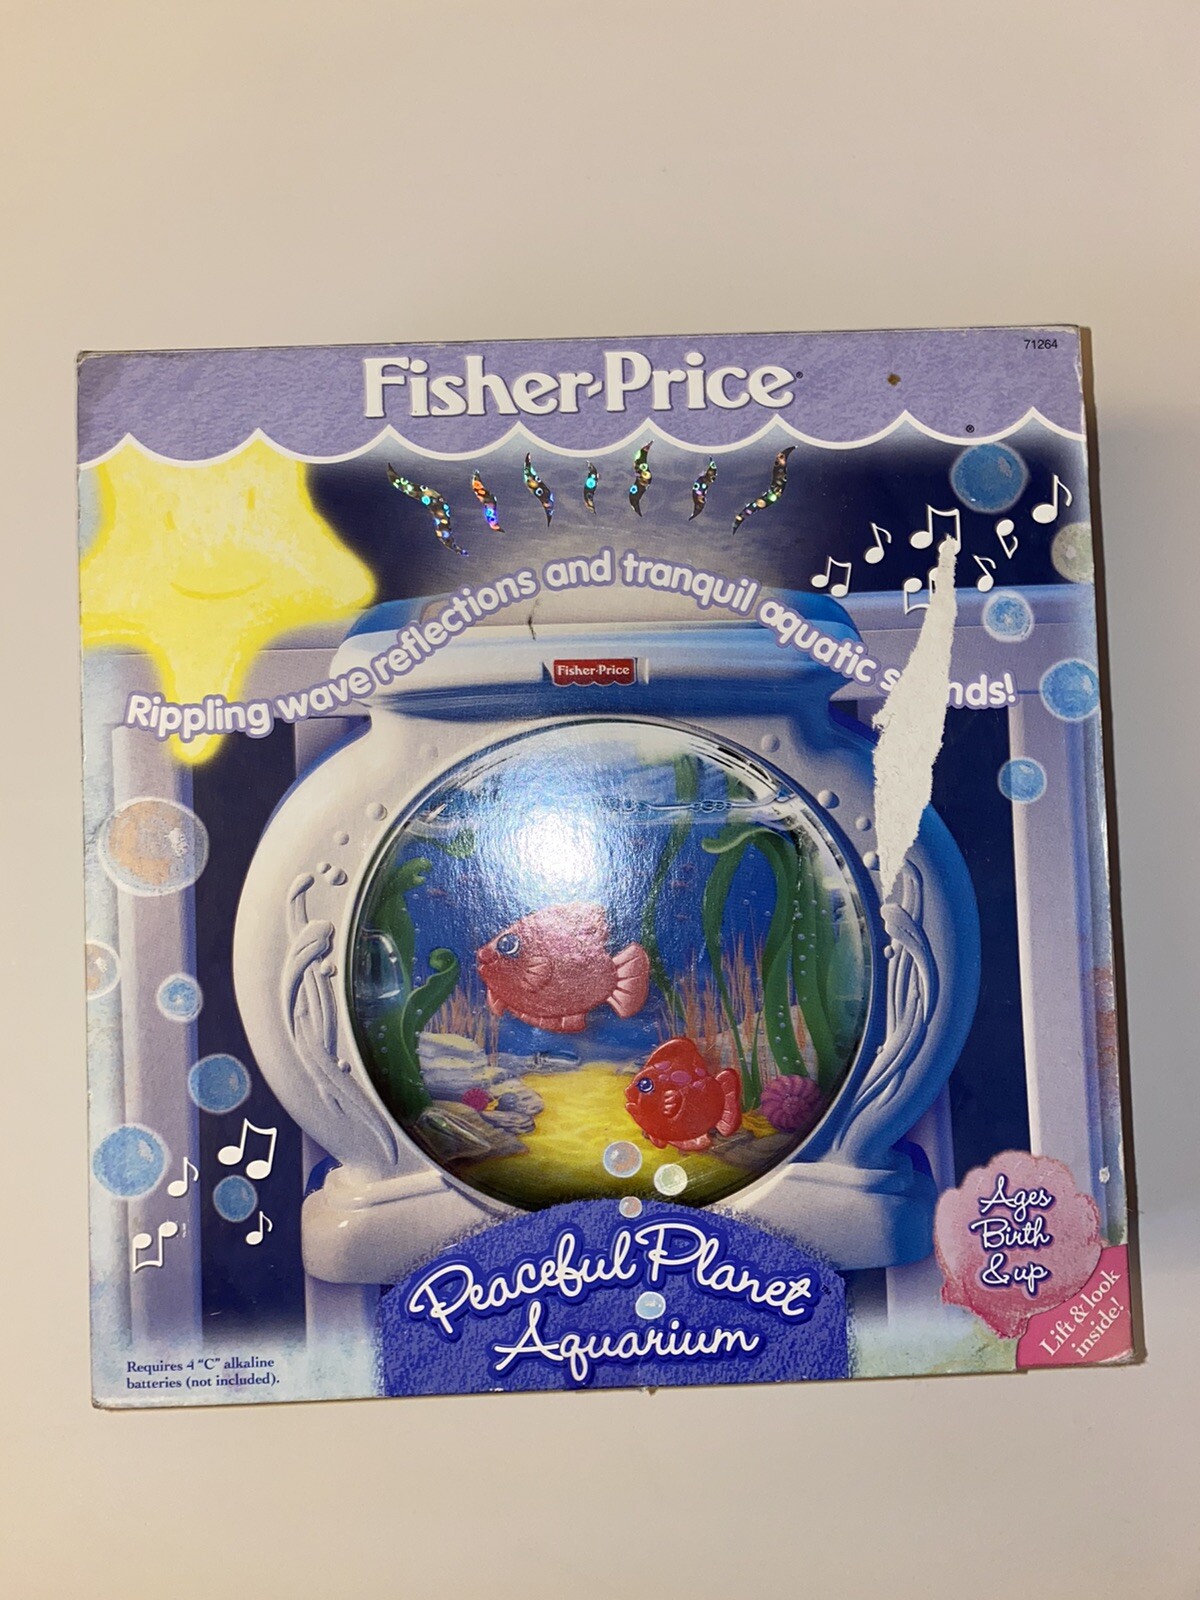 71264
Fisher-Price®
®
Rippling wave reflections and tranquil aquatic s nds!
Fisher-Price
Peaceful Planet™
Aquarium
Ages
Birth
& up
Lift & look
inside!
Requires 4 "C" alkaline
batteries (not included).